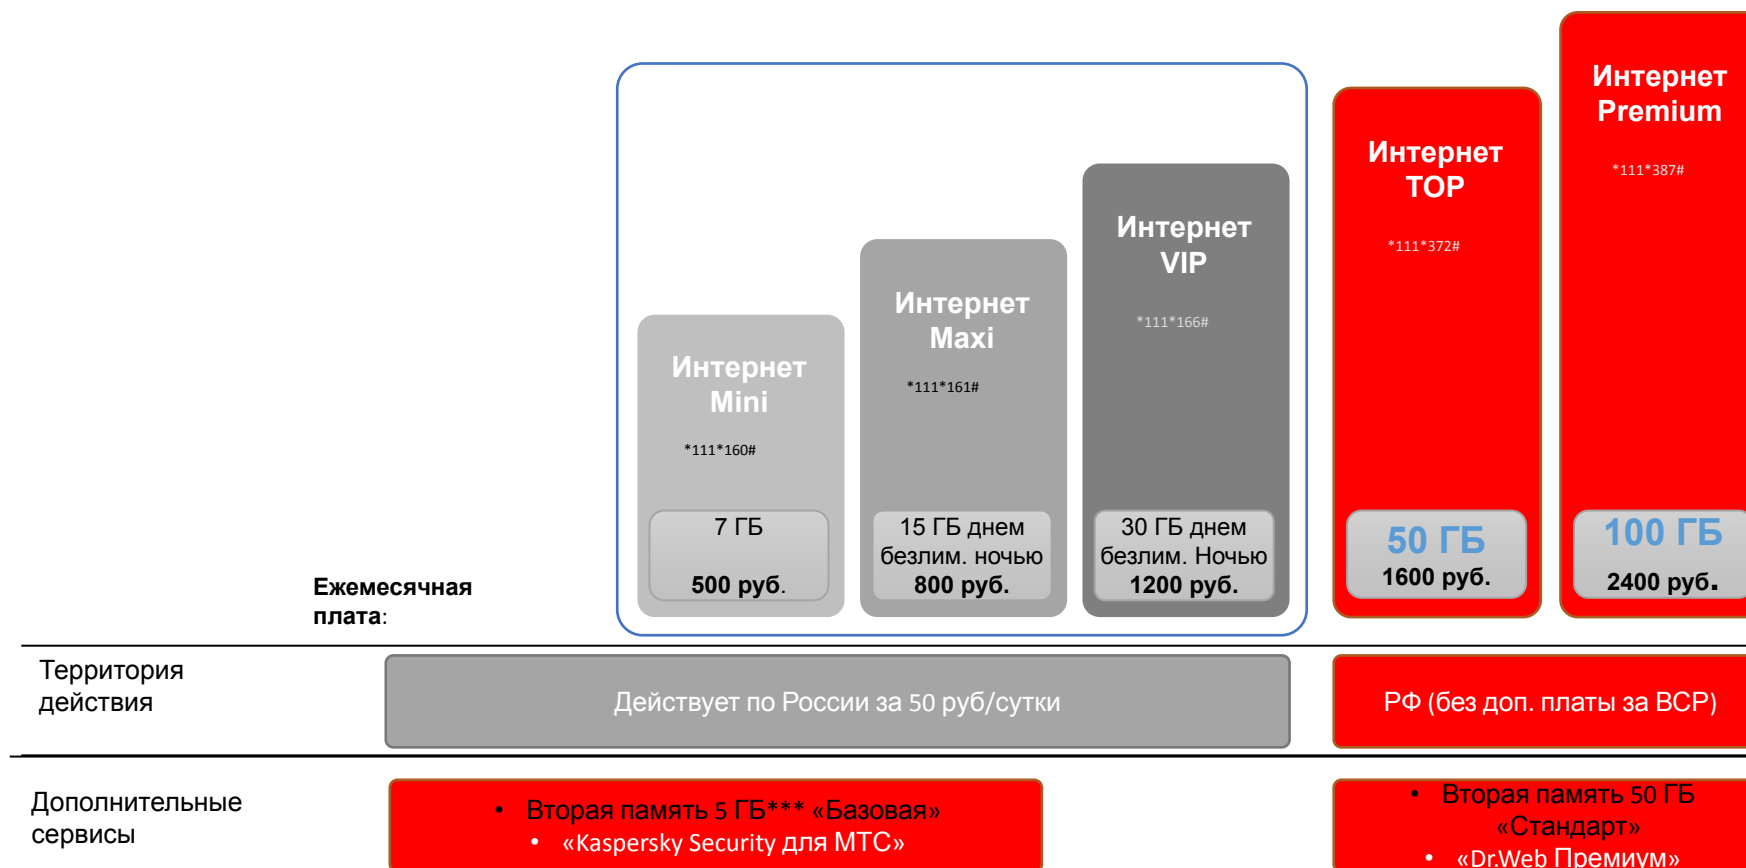 Интернет
Mini
*111*160#
7 ГБ
500 руб.
Интернет
Maxi
*111*161#
15 ГБ днем
безлим. ночью
800 руб.
Интернет
VIP
*111*166#
30 ГБ днем
безлим. Ночью
1200 руб.
Интернет
TOP
*111*372#
50 ГБ
1600 руб.
Интернет
Premium
*111*387#
100 ГБ
2400 руб.
Ежемесячная
плата:
Территория
действия
Действует по России за 50 руб/сутки
РФ (без доп. платы за ВСР)
Дополнительные
сервисы
• Вторая память 5 ГБ*** «Базовая»
• «Kaspersky Security для МТС»
• Вторая память 50 ГБ
«Стандарт»
• «Dr.Web Премиум»